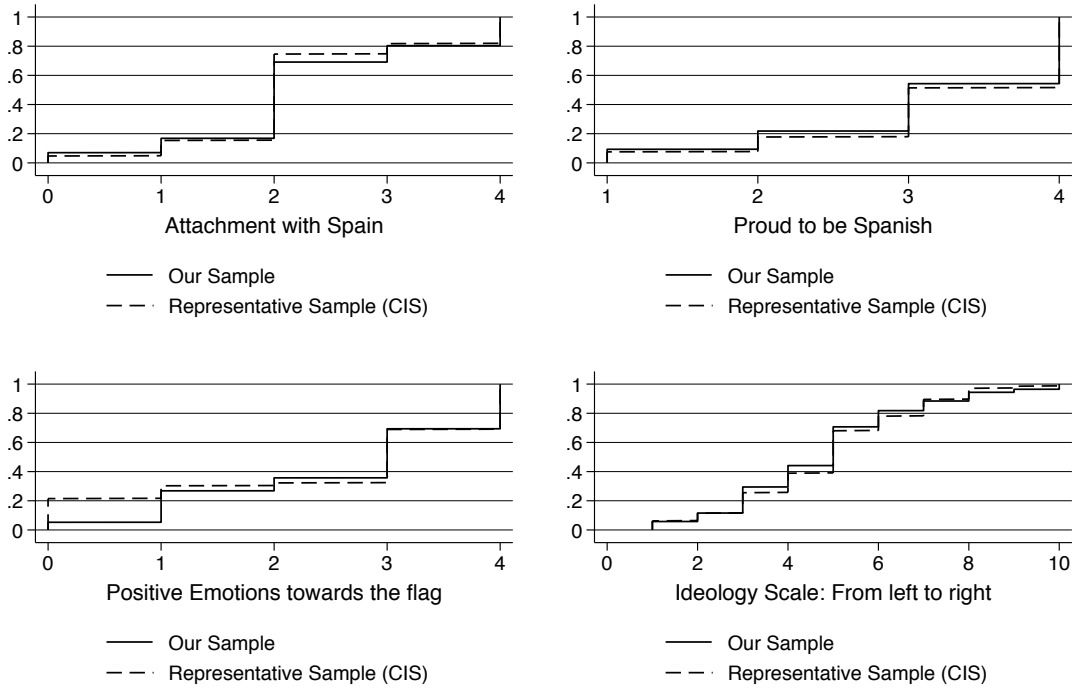 1
.8
.6
.4
.2
0
0 1 2 3 4
Attachment with Spain
Our Sample
Representative Sample (CIS)
1
.8
.6
.4
.2
0
1 2 3 4
Proud to be Spanish
Our Sample
Representative Sample (CIS)
1
.8
.6
.4
.2
0
0 1 2 3 4
Positive Emotions towards the flag
Our Sample
Representative Sample (CIS)
1
.8
.6
.4
.2
0
0 2 4 6 8 10
Ideology Scale: From left to right
Our Sample
Representative Sample (CIS)